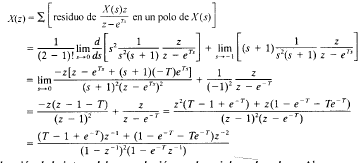 X(z) = Σ [residuo de X(s)z / (z − e^{Ts}) en un polo de X(s)]
= 1/(2 − 1)! lim_{s→0} d/ds [s² 1/(s²(s + 1)) z/(z − e^{Ts})] + lim_{s→−1} [(s + 1) 1/(s²(s + 1)) z/(z − e^{Ts})]
= lim_{s→0} −z[z − e^{Ts} + (s + 1)(−T)e^{Ts}] / ((s + 1)²(z − e^{Ts})²) + 1/(−1)² z/(z − e^{−T})
= −z(z − 1 − T)/(z − 1)² + z/(z − e^{−T}) = z²(T − 1 + e^{−T}) + z(1 − e^{−T} − Te^{−T}) / ((z − 1)²(z − e^{−T}))
= (T − 1 + e^{−T})z^{−1} + (1 − e^{−T} − Te^{−T})z^{−2} / ((1 − z^{−1})²(1 − e^{−T}z^{−1}))